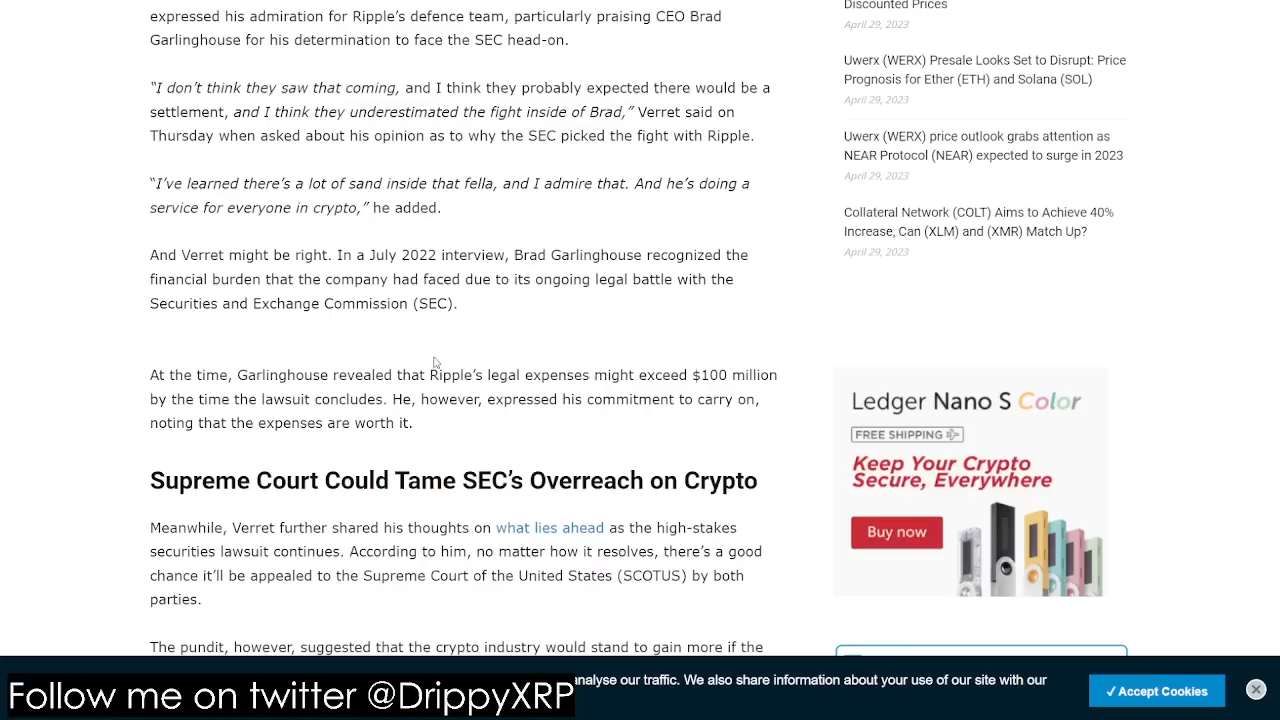 expressed his admiration for Ripple’s defence team, particularly praising CEO Brad
Garlinghouse for his determination to face the SEC head-on.
“I don’t think they saw that coming, and I think they probably expected there would be a
settlement, and I think they underestimated the fight inside of Brad,” Verret said on
Thursday when asked about his opinion as to why the SEC picked the fight with Ripple.
“I’ve learned there’s a lot of sand inside that fella, and I admire that. And he’s doing a
service for everyone in crypto,” he added.
And Verret might be right. In a July 2022 interview, Brad Garlinghouse recognized the
financial burden that the company had faced due to its ongoing legal battle with the
Securities and Exchange Commission (SEC).
At the time, Garlinghouse revealed that Ripple’s legal expenses might exceed $100 million
by the time the lawsuit concludes. He, however, expressed his commitment to carry on,
noting that the expenses are worth it.
Supreme Court Could Tame SEC’s Overreach on Crypto
Meanwhile, Verret further shared his thoughts on what lies ahead as the high-stakes
securities lawsuit continues. According to him, no matter how it resolves, there’s a good
chance it’ll be appealed to the Supreme Court of the United States (SCOTUS) by both
parties.
The pundit, however, suggested that the crypto industry would stand to gain more if the
Discounted Prices
April 29, 2023
Uwerx (WERX) Presale Looks Set to Disrupt: Price
Prognosis for Ether (ETH) and Solana (SOL)
April 29, 2023
Uwerx (WERX) price outlook grabs attention as
NEAR Protocol (NEAR) expected to surge in 2023
April 29, 2023
Collateral Network (COLT) Aims to Achieve 40%
Increase, Can (XLM) and (XMR) Match Up?
April 29, 2023
Ledger Nano S Color
FREE SHIPPING
Keep Your Crypto
Secure, Everywhere
Buy now
analyse our traffic. We also share information about your use of our site with our
✓ Accept Cookies
Follow me on twitter @DrippyXRP